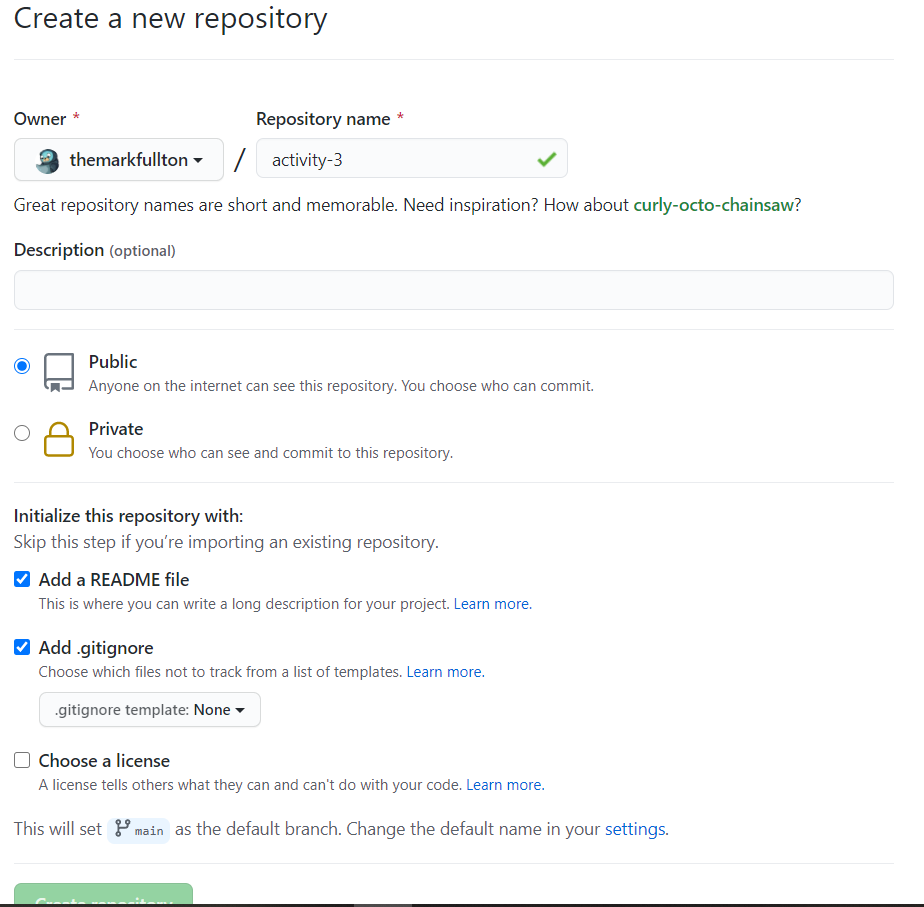 Create a new repository
Owner *
Repository name *
themarkfullton
/
activity-3
Great repository names are short and memorable. Need inspiration? How about curly-octo-chainsaw?
Description (optional)
Public
Anyone on the internet can see this repository. You choose who can commit.
Private
You choose who can see and commit to this repository.
Initialize this repository with:
Skip this step if you’re importing an existing repository.
Add a README file
This is where you can write a long description for your project. Learn more.
Add .gitignore
Choose which files not to track from a list of templates. Learn more.
.gitignore template: None
Choose a license
A license tells others what they can and can't do with your code. Learn more.
This will set main as the default branch. Change the default name in your settings.
Create repository